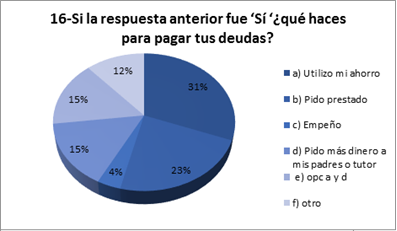 16-Si la respuesta anterior fue ‘Sí ‘¿qué haces
para pagar tus deudas?
12%
31%
15%
15%
4%
23%
a) Utilizo mi ahorro
b) Pido prestado
c) Empeño
d) Pido más dinero a
mis padres o tutor
e) opc a y d
f) otro